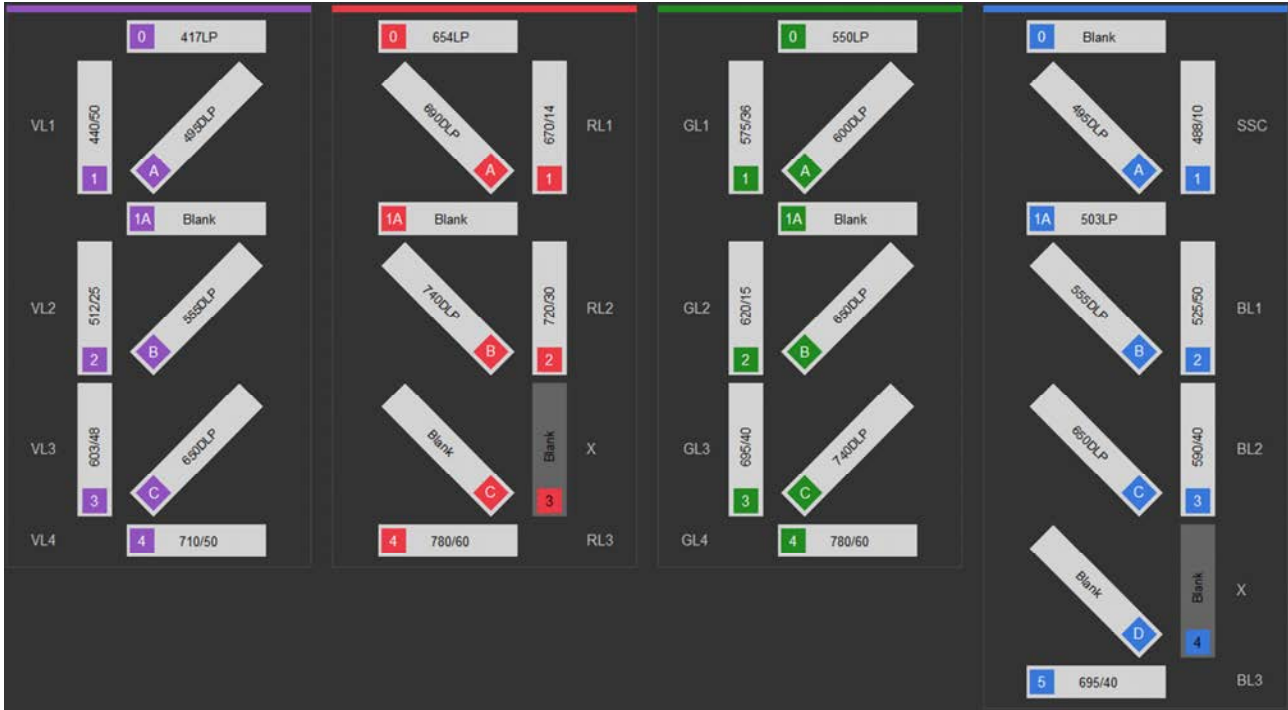 0 417LP
VL1 440/50 1 495DLP A
1A Blank
VL2 512/25 2 555DLP B
VL3 603/48 3 650DLP C
VL4 4 710/50
0 654LP
690DLP A 670/14 1 RL1
1A Blank
740DLP B 720/30 2 RL2
Blank C Blank 3 X
4 780/60 RL3
0 550LP
GL1 575/36 1 600DLP A
1A Blank
GL2 620/15 2 650DLP B
GL3 695/40 3 740DLP C
GL4 4 780/60
0 Blank
495DLP A 488/10 1 SSC
1A 503LP
555DLP B 525/50 2 BL1
650DLP C 590/40 3 BL2
Blank D Blank 4 X
5 695/40 BL3